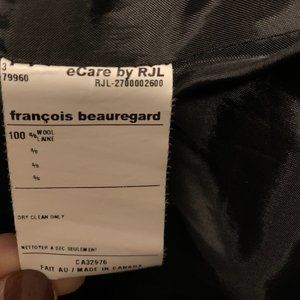 3
79960
eCare by RJL
RJL-2700002600
françois beauregard
100 % WOOL
LAINE
%
%
%
DRY CLEAN ONLY
NETTOYER A SEC SEULEMENT
CA32976
FAIT AU / MADE IN CANADA